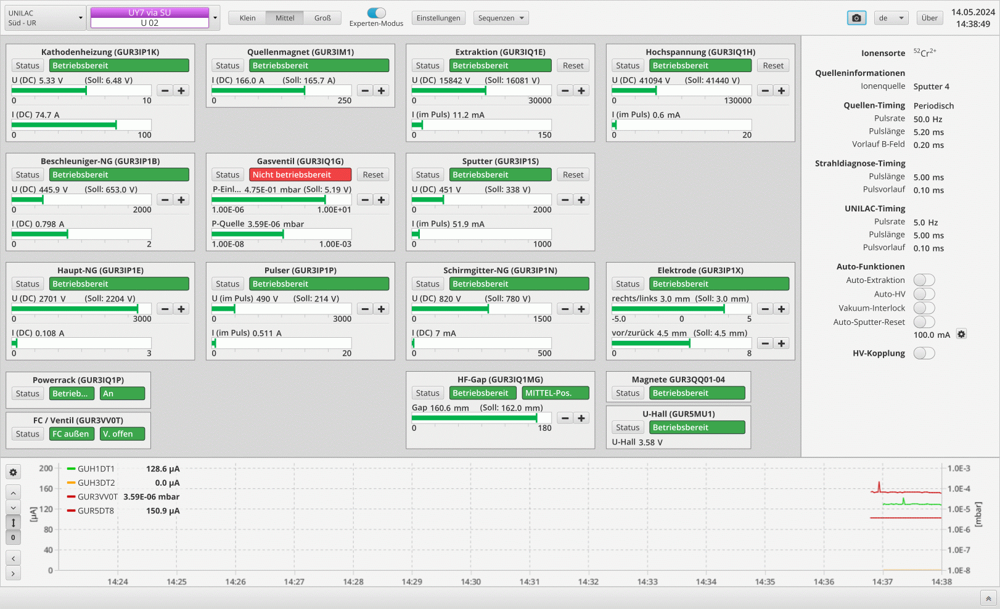 UNILAC
Süd - UR
UY7 via SU
U 02
Klein Mittel Groß
Experten-Modus
Einstellungen
Sequenzen
de
Über
14.05.2024
14:38:49
Kathodenheizung (GUR3IP1K)
Status Betriebsbereit
U (DC) 5.33 V (Soll: 6.48 V)
0 10
I (DC) 74.7 A
0 100
Quellenmagnet (GUR3IM1)
Status Betriebsbereit
I (DC) 166.0 A (Soll: 165.7 A)
0 250
Extraktion (GUR3IQ1E)
Status Betriebsbereit Reset
U (DC) 15842 V (Soll: 16081 V)
0 30000
I (im Puls) 11.2 mA
0 150
Hochspannung (GUR3IQ1H)
Status Betriebsbereit Reset
U (DC) 41094 V (Soll: 41440 V)
0 130000
I (im Puls) 0.6 mA
0 20
Beschleuniger-NG (GUR3IP1B)
Status Betriebsbereit
U (DC) 445.9 V (Soll: 653.0 V)
0 2000
I (DC) 0.798 A
0 2
Gasventil (GUR3IQ1G)
Status Nicht betriebsbereit Reset
P-Einl... 4.75E-01 mbar (Soll: 5.19 V)
1.00E-06 1.00E+01
P-Quelle 3.59E-06 mbar
1.00E-08 1.00E-03
Sputter (GUR3IP1S)
Status Betriebsbereit Reset
U (DC) 451 V (Soll: 338 V)
0 2000
I (im Puls) 51.9 mA
0 1000
Haupt-NG (GUR3IP1E)
Status Betriebsbereit
U (DC) 2701 V (Soll: 2204 V)
0 3000
I (DC) 0.108 A
0 3
Pulser (GUR3IP1P)
Status Betriebsbereit
U (im Puls) 490 V (Soll: 214 V)
0 3000
I (im Puls) 0.511 A
0 20
Schirmgitter-NG (GUR3IP1N)
Status Betriebsbereit
U (DC) 820 V (Soll: 780 V)
0 1500
I (DC) 7 mA
0 500
Elektrode (GUR3IP1X)
Status Betriebsbereit
rechts/links 3.0 mm (Soll: 3.0 mm)
-5.0 0 5
vor/zurück 4.5 mm (Soll: 4.5 mm)
0 8
Powerrack (GUR3IQ1P)
Status Betrieb... An
FC / Ventil (GUR3VV0T)
Status FC außen V. offen
HF-Gap (GUR3IQ1MG)
Status Betriebsbereit MITTEL-Pos.
Gap 160.6 mm (Soll: 162.0 mm)
0 180
Magnete GUR3QQ01-04
Status Betriebsbereit
U-Hall (GUR5MU1)
Status Betriebsbereit
U-Hall 3.58 V
Ionensorte 52Cr2+
Quelleninformationen
Ionenquelle Sputter 4
Quellen-Timing Periodisch
Pulsrate 50.0 Hz
Pulslänge 5.20 ms
Vorlauf B-Feld 0.20 ms
Strahldiagnose-Timing
Pulslänge 5.00 ms
Pulsvorlauf 0.10 ms
UNILAC-Timing
Pulsrate 5.0 Hz
Pulslänge 5.00 ms
Pulsvorlauf 0.10 ms
Auto-Funktionen
Auto-Extraktion
Auto-HV
Vakuum-Interlock
Auto-Sputter-Reset
100.0 mA
HV-Kopplung
0
[µA]
200
160
120
80
40
0
GUH1DT1 128.6 µA
GUH3DT2 0.0 µA
GUR3VV0T 3.59E-06 mbar
GUR5DT8 150.9 µA
1.0E-3
1.0E-4
1.0E-5
1.0E-6
1.0E-7
1.0E-8
[mbar]
14:24 14:25 14:26 14:27 14:28 14:29 14:30 14:31 14:32 14:33 14:34 14:35 14:36 14:37 14:38